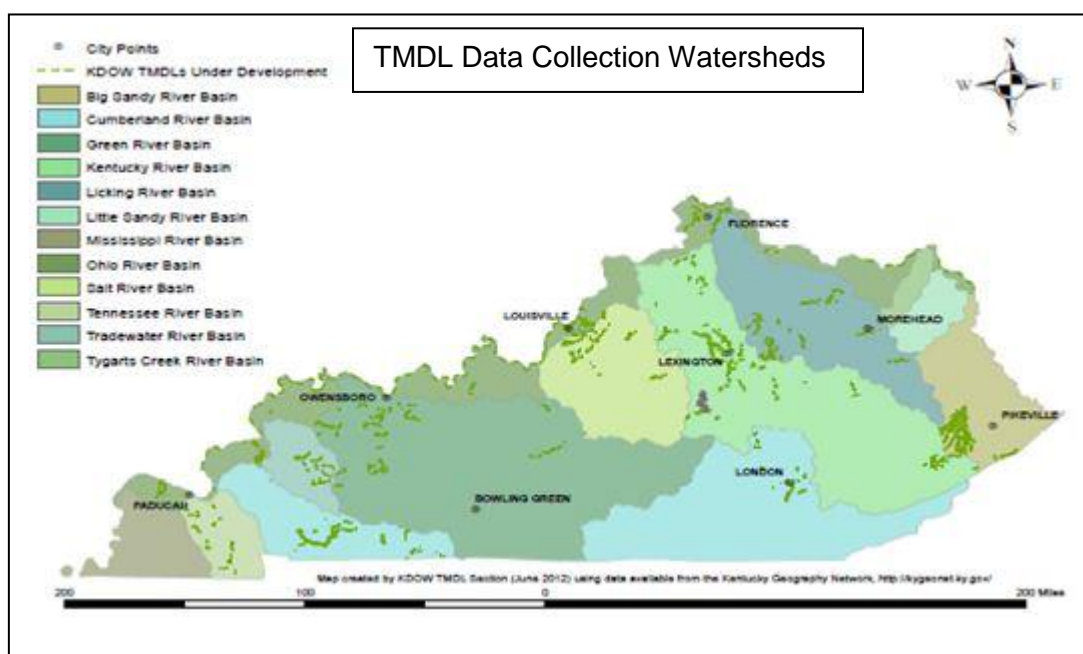 TMDL Data Collection Watersheds
City Points
KDOW TMDLs Under Development
Big Sandy River Basin
Cumberland River Basin
Green River Basin
Kentucky River Basin
Licking River Basin
Little Sandy River Basin
Mississippi River Basin
Ohio River Basin
Salt River Basin
Tennessee River Basin
Tradewater River Basin
Tygarts Creek River Basin
N
W E
S
FLORENCE
LOUISVILLE
MOREHEAD
LEXINGTON
OWENSBORO
PIKEVILLE
LONDON
PADUCAH
BOWLING GREEN
Map created by KDOW TMDL Section (June 2012) using data available from the Kentucky Geography Network, http://kygeonet.ky.gov/
200 100 0 200 Miles